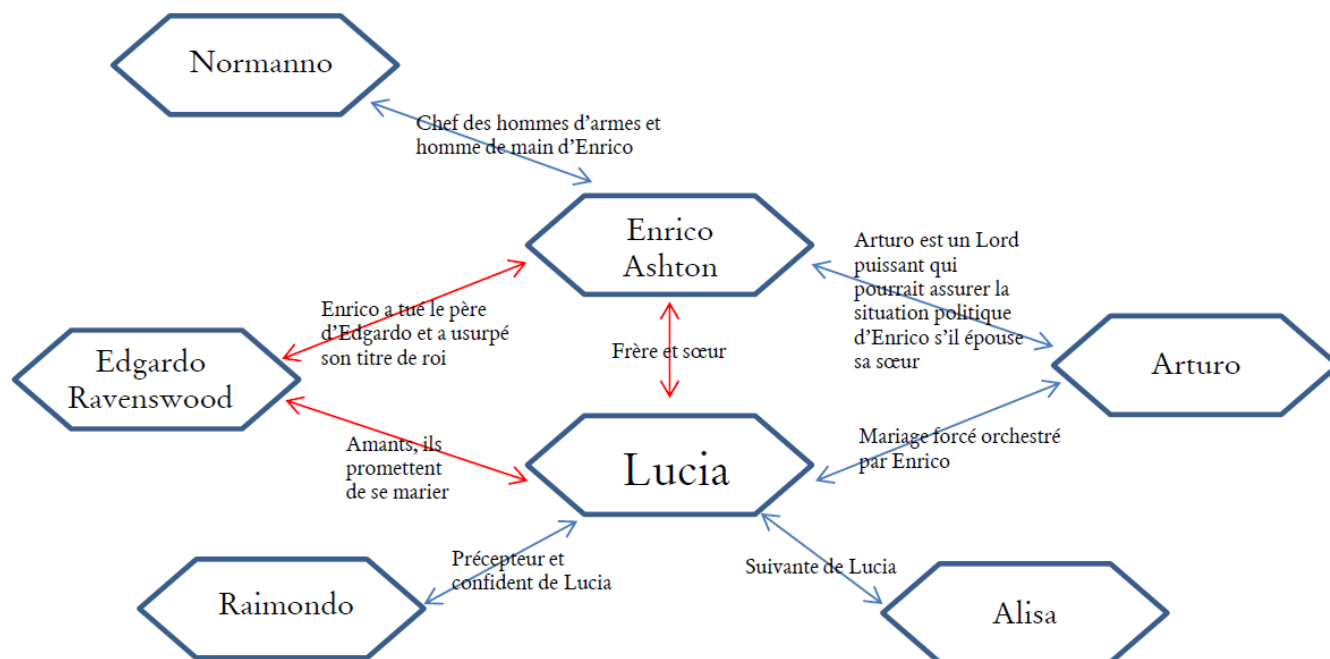 Normanno
Chef des hommes d'armes et
homme de main d'Enrico
Enrico
Ashton
Arturo est un Lord
puissant qui
pourrait assurer la
situation politique
d'Enrico s'il épouse
sa sœur
Enrico a tué le père
d'Edgardo et a usurpé
son titre de roi
Frère et sœur
Edgardo
Ravenswood
Arturo
Amants, ils
promettent
de se marier
Lucia
Mariage forcé orchestré
par Enrico
Précepteur et
confident de Lucia
Suivante de Lucia
Raimondo
Alisa